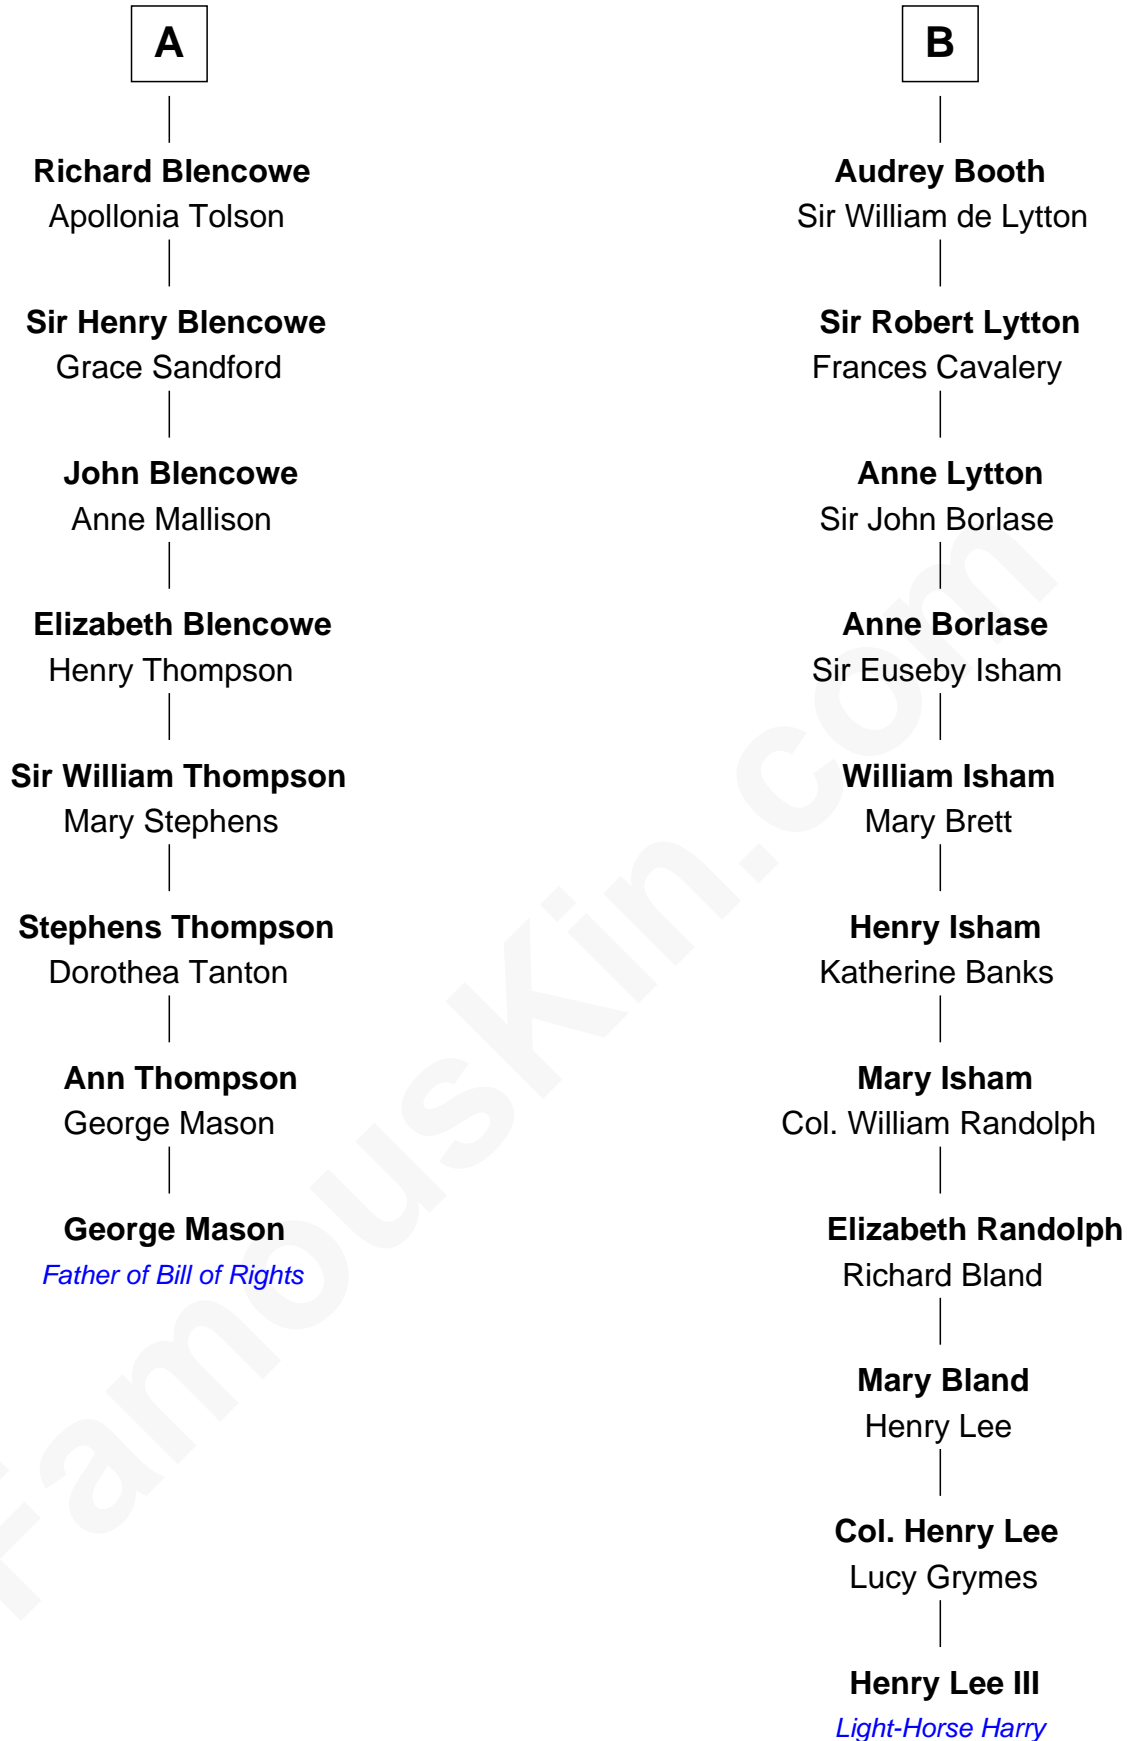 A
Richard Blencowe
Apollonia Tolson
Sir Henry Blencowe
Grace Sandford
John Blencowe
Anne Mallison
Elizabeth Blencowe
Henry Thompson
Sir William Thompson
Mary Stephens
Stephens Thompson
Dorothea Tanton
Ann Thompson
George Mason
George Mason
Father of Bill of Rights
B
Audrey Booth
Sir William de Lytton
Sir Robert Lytton
Frances Cavalery
Anne Lytton
Sir John Borlase
Anne Borlase
Sir Euseby Isham
William Isham
Mary Brett
Henry Isham
Katherine Banks
Mary Isham
Col. William Randolph
Elizabeth Randolph
Richard Bland
Mary Bland
Henry Lee
Col. Henry Lee
Lucy Grymes
Henry Lee III
Light-Horse Harry
FamousKin.com